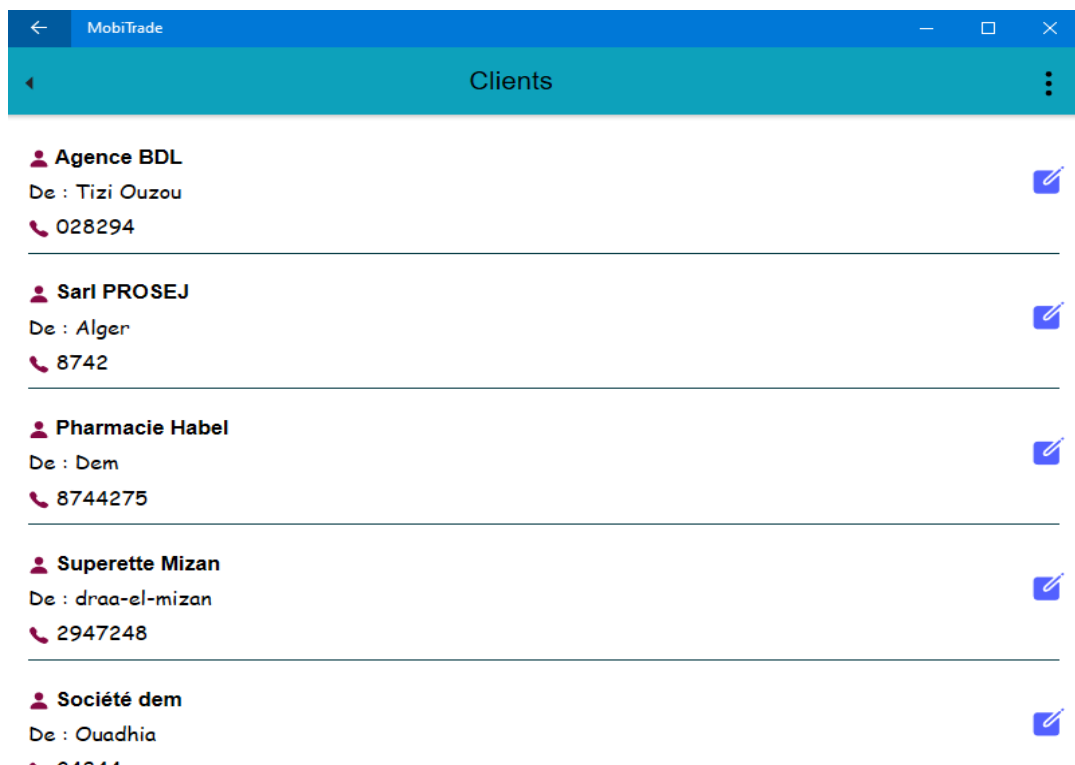 MobiTrade
Clients
Agence BDL
De : Tizi Ouzou
028294
Sarl PROSEJ
De : Alger
8742
Pharmacie Habel
De : Dem
8744275
Superette Mizan
De : draa-el-mizan
2947248
Société dem
De : Ouadhia